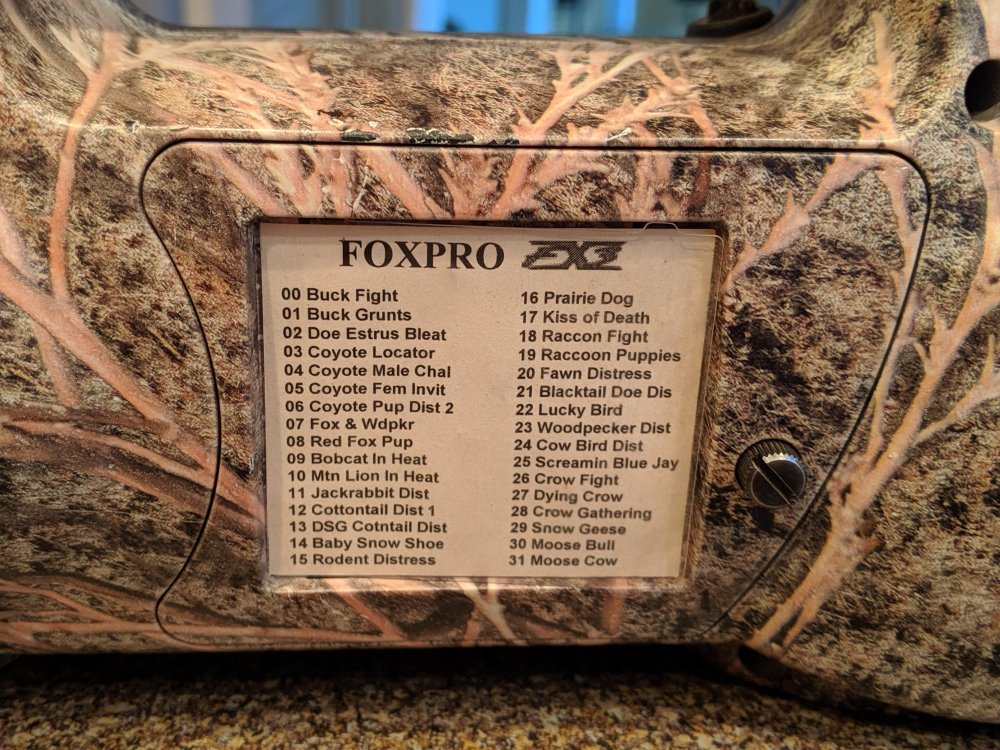 FOXPRO ZX3
00 Buck Fight
01 Buck Grunts
02 Doe Estrus Bleat
03 Coyote Locator
04 Coyote Male Chal
05 Coyote Fem Invit
06 Coyote Pup Dist 2
07 Fox & Wdpkr
08 Red Fox Pup
09 Bobcat In Heat
10 Mtn Lion In Heat
11 Jackrabbit Dist
12 Cottontail Dist 1
13 DSG Cotntail Dist
14 Baby Snow Shoe
15 Rodent Distress
16 Prairie Dog
17 Kiss of Death
18 Raccon Fight
19 Raccoon Puppies
20 Fawn Distress
21 Blacktail Doe Dis
22 Lucky Bird
23 Woodpecker Dist
24 Cow Bird Dist
25 Screamin Blue Jay
26 Crow Fight
27 Dying Crow
28 Crow Gathering
29 Snow Geese
30 Moose Bull
31 Moose Cow